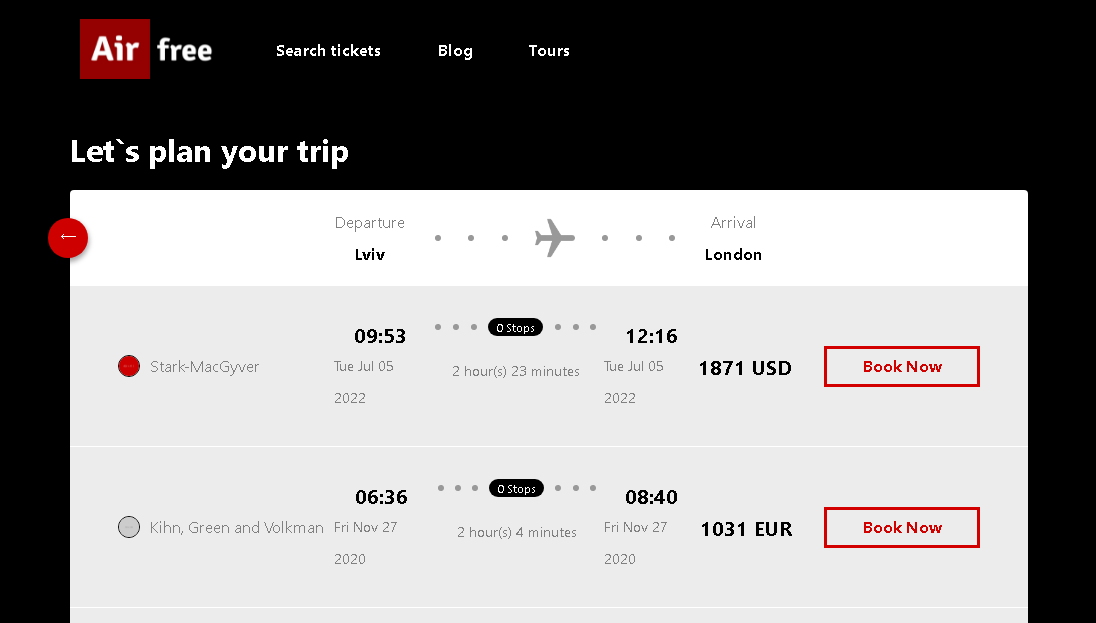 Air free
Search tickets
Blog
Tours
Let`s plan your trip
←
Departure
Arrival
Lviv
London
09:53
0 Stops
12:16
Stark-MacGyver
Tue Jul 05
2022
2 hour(s) 23 minutes
Tue Jul 05
2022
1871 USD
Book Now
06:36
0 Stops
08:40
Kihn, Green and Volkman
Fri Nov 27
2020
2 hour(s) 4 minutes
Fri Nov 27
2020
1031 EUR
Book Now